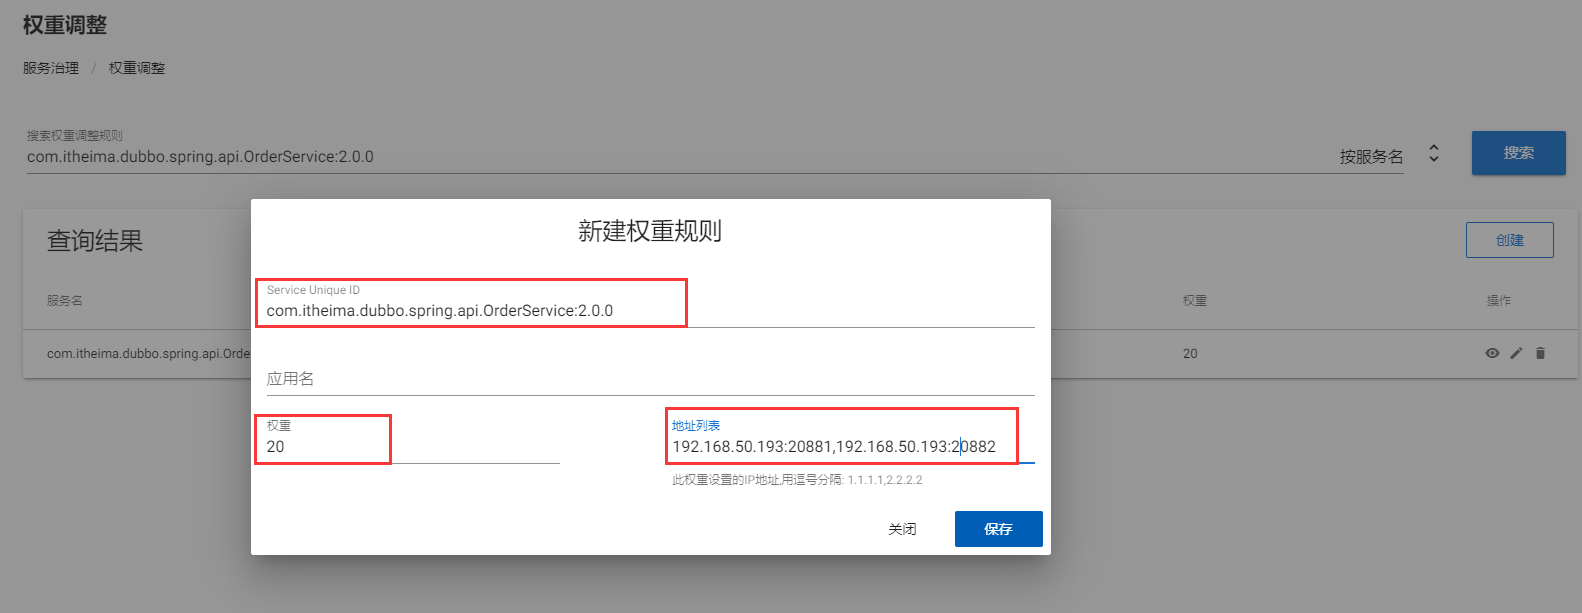 权重调整
服务治理 / 权重调整
搜索权重调整规则
com.itheima.dubbo.spring.api.OrderService:2.0.0
按服务名
搜索
查询结果
创建
服务名
权重
操作
com.itheima.dubbo.spring.api.Orde
20
新建权重规则
Service Unique ID
com.itheima.dubbo.spring.api.OrderService:2.0.0
应用名
权重
20
地址列表
192.168.50.193:20881,192.168.50.193:20882
此权重设置的IP地址,用逗号分隔: 1.1.1.1,2.2.2.2
关闭
保存